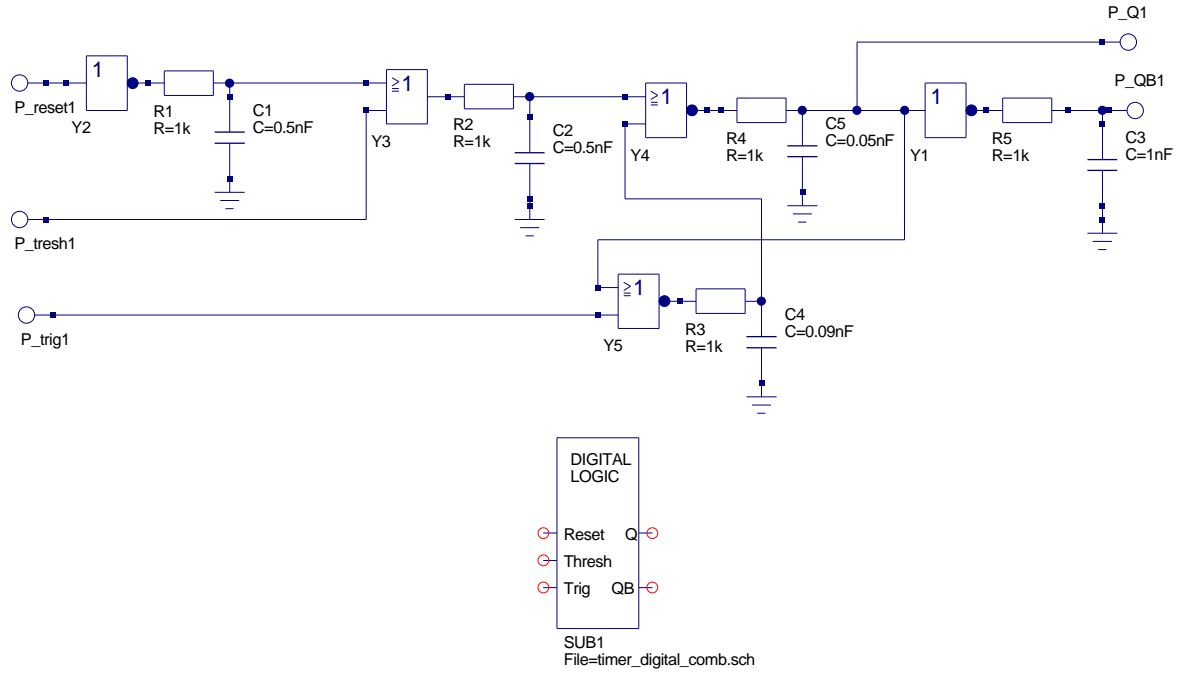 P_Q1
P_reset1
1
Y2
R1
R=1k
C1
C=0.5nF
≥1
Y3
R2
R=1k
C2
C=0.5nF
≥1
Y4
R4
R=1k
C5
C=0.05nF
1
Y1
R5
R=1k
P_QB1
C3
C=1nF
P_tresh1
P_trig1
≥1
Y5
R3
R=1k
C4
C=0.09nF
DIGITAL
LOGIC
Reset Q
Thresh
Trig QB
SUB1
File=timer_digital_comb.sch